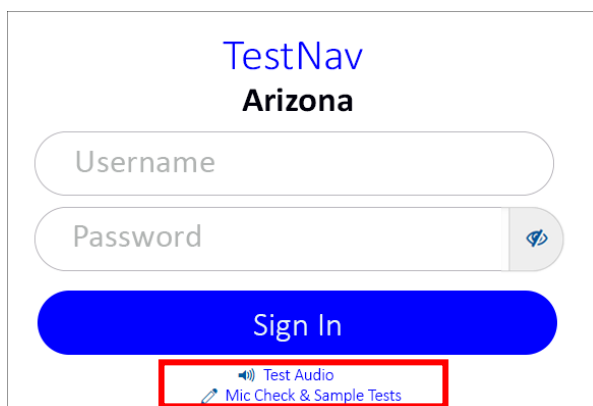 TestNav
Arizona
Username
Password
Sign In
Test Audio
Mic Check & Sample Tests